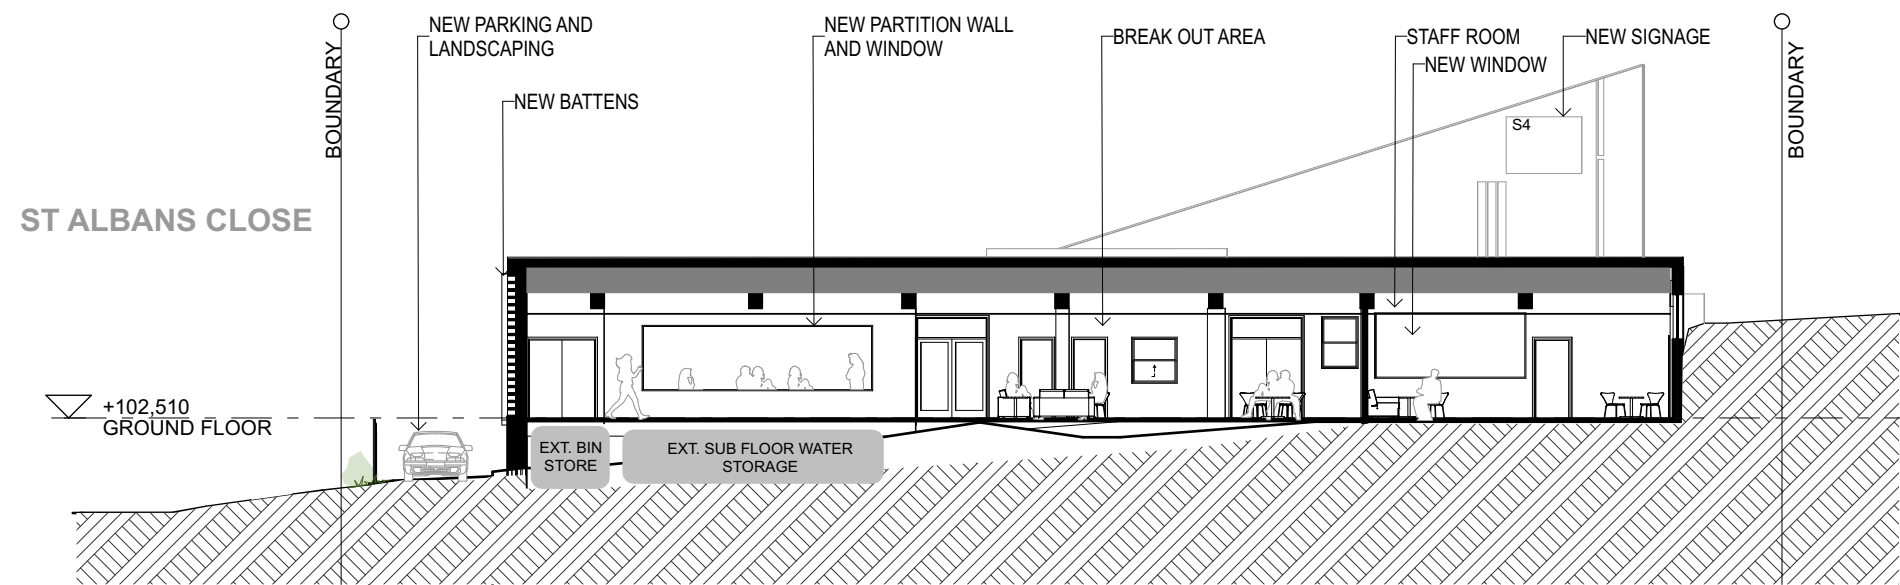 NEW PARKING AND
LANDSCAPING
NEW PARTITION WALL
AND WINDOW
BREAK OUT AREA
STAFF ROOM
NEW SIGNAGE
NEW WINDOW
NEW BATTENS
BOUNDARY
BOUNDARY
S4
ST ALBANS CLOSE
+102,510
GROUND FLOOR
EXT. BIN
STORE
EXT. SUB FLOOR WATER
STORAGE